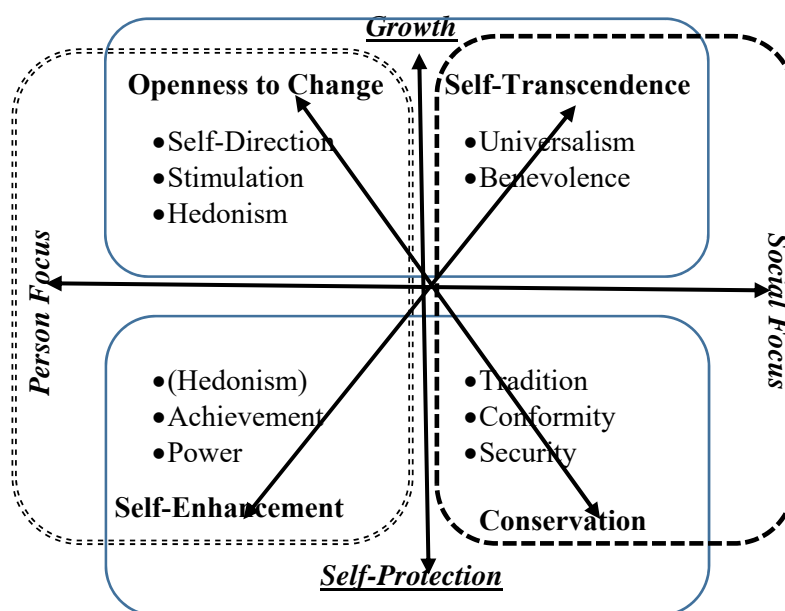 Growth
Openness to Change
•Self-Direction
•Stimulation
•Hedonism
Self-Transcendence
•Universalism
•Benevolence
Person Focus
Social Focus
•(Hedonism)
•Achievement
•Power
Self-Enhancement
•Tradition
•Conformity
•Security
Conservation
Self-Protection